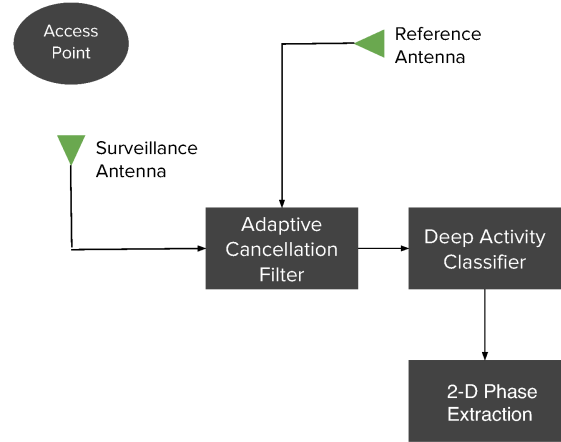 Access
Point
Reference
Antenna
Surveillance
Antenna
Adaptive
Cancellation
Filter
Deep Activity
Classifier
2-D Phase
Extraction